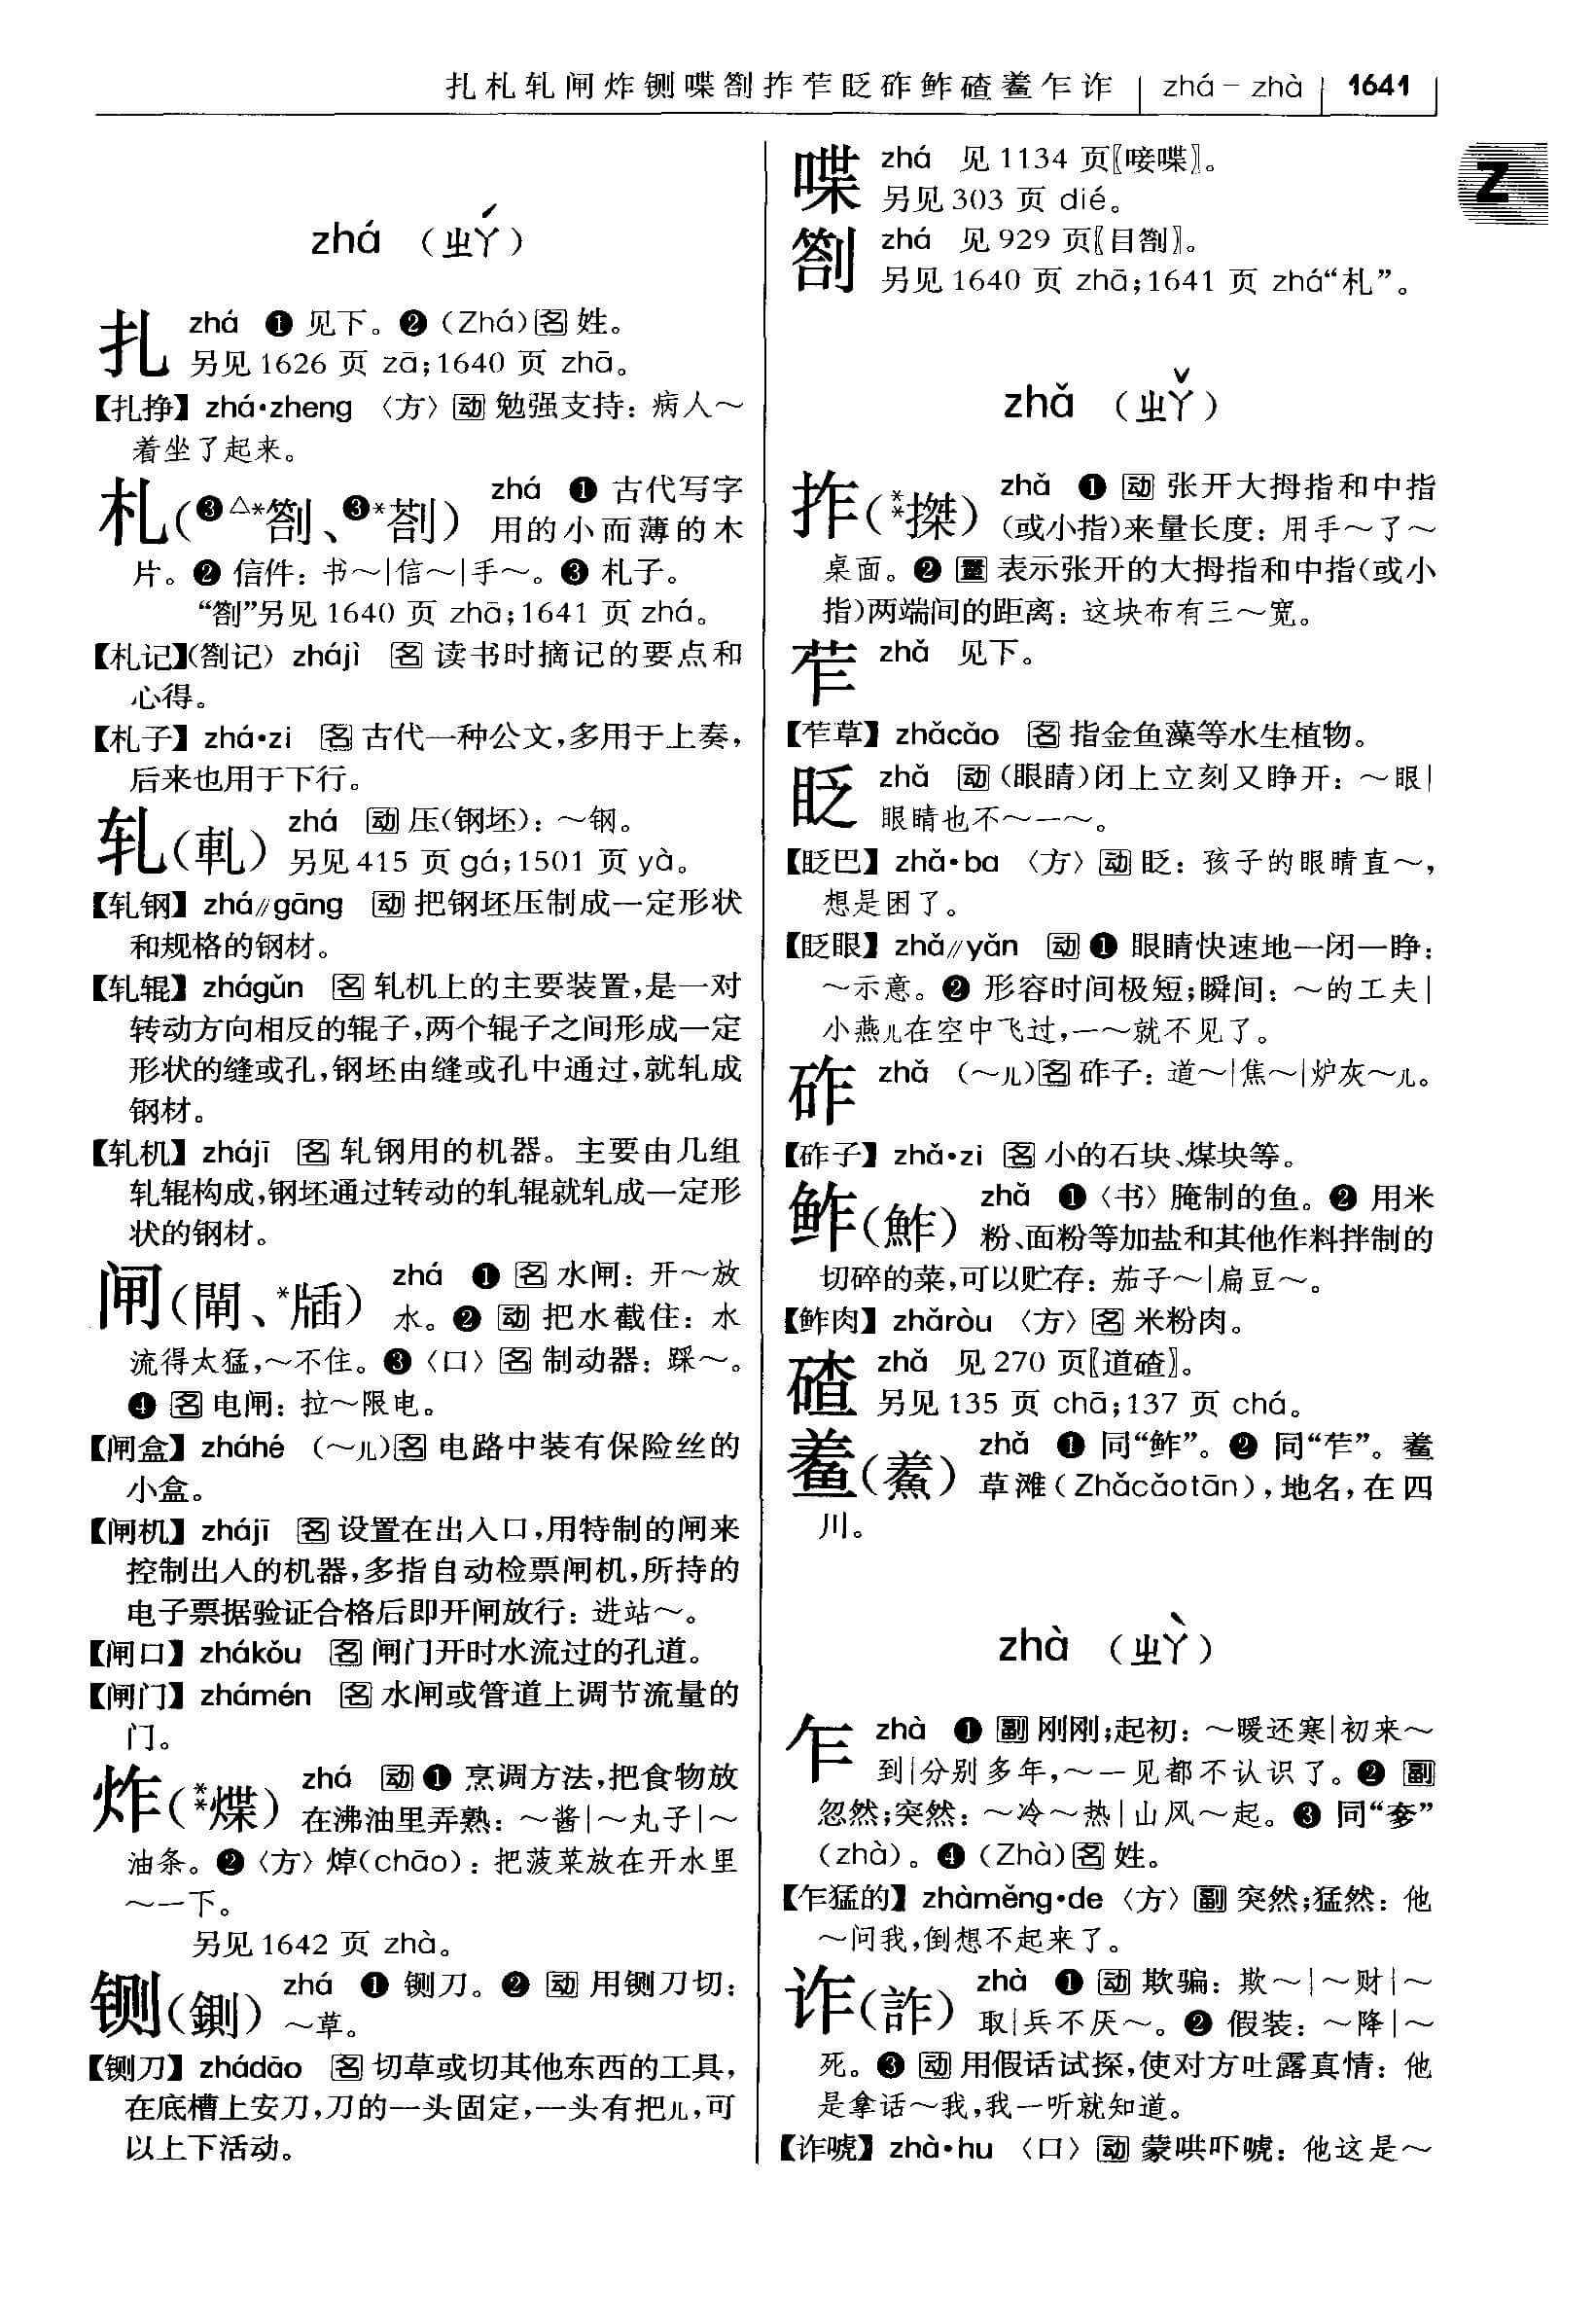 扎札轧闸炸铡喋劄拃苲眨砟鲊碴鲝乍诈 | zhá－zhà | 1641
Z
zhá （ㄓㄚˊ）
扎 zhá ❶ 见下。❷（Zhá）名 姓。
另见 1626 页 zā；1640 页 zhā。
【扎挣】zhá·zheng 〈方〉动 勉强支持：病人～
着坐了起来。
札（❸△*劄、❸*剳） zhá ❶ 古代写字
用的小而薄的木
片。❷ 信件：书～|信～|手～。❸ 札子。
“劄”另见 1640 页 zhā；1641 页 zhá。
【札记】（劄记）zhájì 名 读书时摘记的要点和
心得。
【札子】zhá·zi 名 古代一种公文，多用于上奏，
后来也用于下行。
轧（軋） zhá 动 压（钢坯）：～钢。
另见 415 页 gá；1501 页 yà。
【轧钢】zhá//gāng 动 把钢坯压制成一定形状
和规格的钢材。
【轧辊】zhágǔn 名 轧机上的主要装置，是一对
转动方向相反的辊子，两个辊子之间形成一定
形状的缝或孔，钢坯由缝或孔中通过，就轧成
钢材。
【轧机】zhájī 名 轧钢用的机器。主要由几组
轧辊构成，钢坯通过转动的轧辊就轧成一定形
状的钢材。
闸（閘、*牐） zhá ❶ 名 水闸：开～放
水。❷ 动 把水截住：水
流得太猛，～不住。❸〈口〉名 制动器：踩～。
❹ 名 电闸：拉～限电。
【闸盒】zháhé （～儿）名 电路中装有保险丝的
小盒。
【闸机】zhájī 名 设置在出入口，用特制的闸来
控制出入的机器，多指自动检票闸机，所持的
电子票据验证合格后即开闸放行：进站～。
【闸口】zhákǒu 名 闸门开时水流过的孔道。
【闸门】zhámén 名 水闸或管道上调节流量的
门。
炸（**煠） zhá 动 ❶ 烹调方法，把食物放
在沸油里弄熟：～酱|～丸子|～
油条。❷〈方〉焯（chāo）：把菠菜放在开水里
～一下。
另见 1642 页 zhà。
铡（鍘） zhá ❶ 铡刀。❷ 动 用铡刀切：
～草。
【铡刀】zhádāo 名 切草或切其他东西的工具，
在底槽上安刀，刀的一头固定，一头有把儿，可
以上下活动。
喋 zhá 见 1134 页〖唼喋〗。
另见 303 页 dié。
劄 zhá 见 929 页〖目劄〗。
另见 1640 页 zhā；1641 页 zhá“札”。
zhǎ （ㄓㄚˇ）
拃（**搩） zhǎ ❶ 动 张开大拇指和中指
（或小指）来量长度：用手～了～
桌面。❷ 量 表示张开的大拇指和中指（或小
指）两端间的距离：这块布有三～宽。
苲 zhǎ 见下。
【苲草】zhǎcǎo 名 指金鱼藻等水生植物。
眨 zhǎ 动（眼睛）闭上立刻又睁开：～眼|
眼睛也不～一～。
【眨巴】zhǎ·ba 〈方〉动 眨：孩子的眼睛直～，
想是困了。
【眨眼】zhǎ//yǎn 动 ❶ 眼睛快速地一闭一睁：
～示意。❷ 形容时间极短；瞬间：～的工夫|
小燕儿在空中飞过，一～就不见了。
砟 zhǎ （～儿）名 砟子：道～|焦～|炉灰～儿。
【砟子】zhǎ·zi 名 小的石块、煤块等。
鲊（鮓） zhǎ ❶〈书〉腌制的鱼。❷ 用米
粉、面粉等加盐和其他作料拌制的
切碎的菜，可以贮存：茄子～|扁豆～。
【鲊肉】zhǎròu 〈方〉名 米粉肉。
碴 zhǎ 见 270 页〖道碴〗。
另见 135 页 chā；137 页 chá。
鲝（鮺） zhǎ ❶ 同“鲊”。❷ 同“苲”。鲝
草滩（Zhǎcǎotān），地名，在四
川。
zhà （ㄓㄚˋ）
乍 zhà ❶ 副 刚刚；起初：～暖还寒|初来～
到|分别多年，～一见都不认识了。❷ 副
忽然；突然：～冷～热|山风～起。❸ 同“奓”
（zhà）。❹（Zhà）名 姓。
【乍猛的】zhàměng·de〈方〉副 突然；猛然：他
～问我，倒想不起来了。
诈（詐） zhà ❶ 动 欺骗：欺～|～财|～
取|兵不厌～。❷ 假装：～降|～
死。❸ 动 用假话试探，使对方吐露真情：他
是拿话～我，我一听就知道。
【诈唬】zhà·hu 〈口〉动 蒙哄吓唬：他这是～